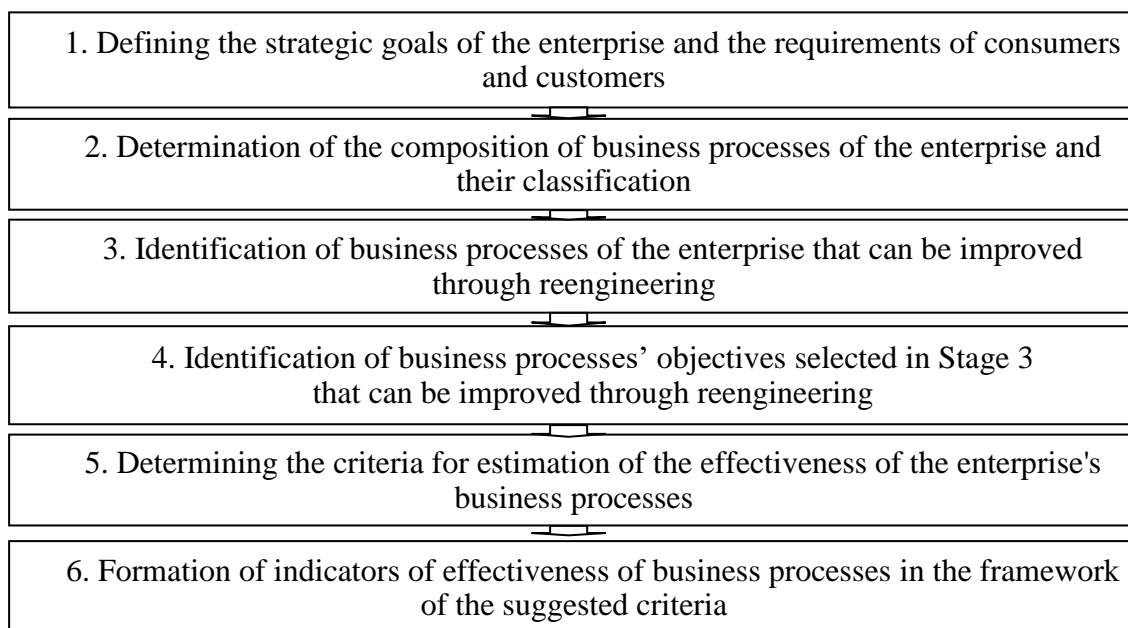 1. Defining the strategic goals of the enterprise and the requirements of consumers
and customers
2. Determination of the composition of business processes of the enterprise and
their classification
3. Identification of business processes of the enterprise that can be improved
through reengineering
4. Identification of business processes’ objectives selected in Stage 3
that can be improved through reengineering
5. Determining the criteria for estimation of the effectiveness of the enterprise's
business processes
6. Formation of indicators of effectiveness of business processes in the framework
of the suggested criteria